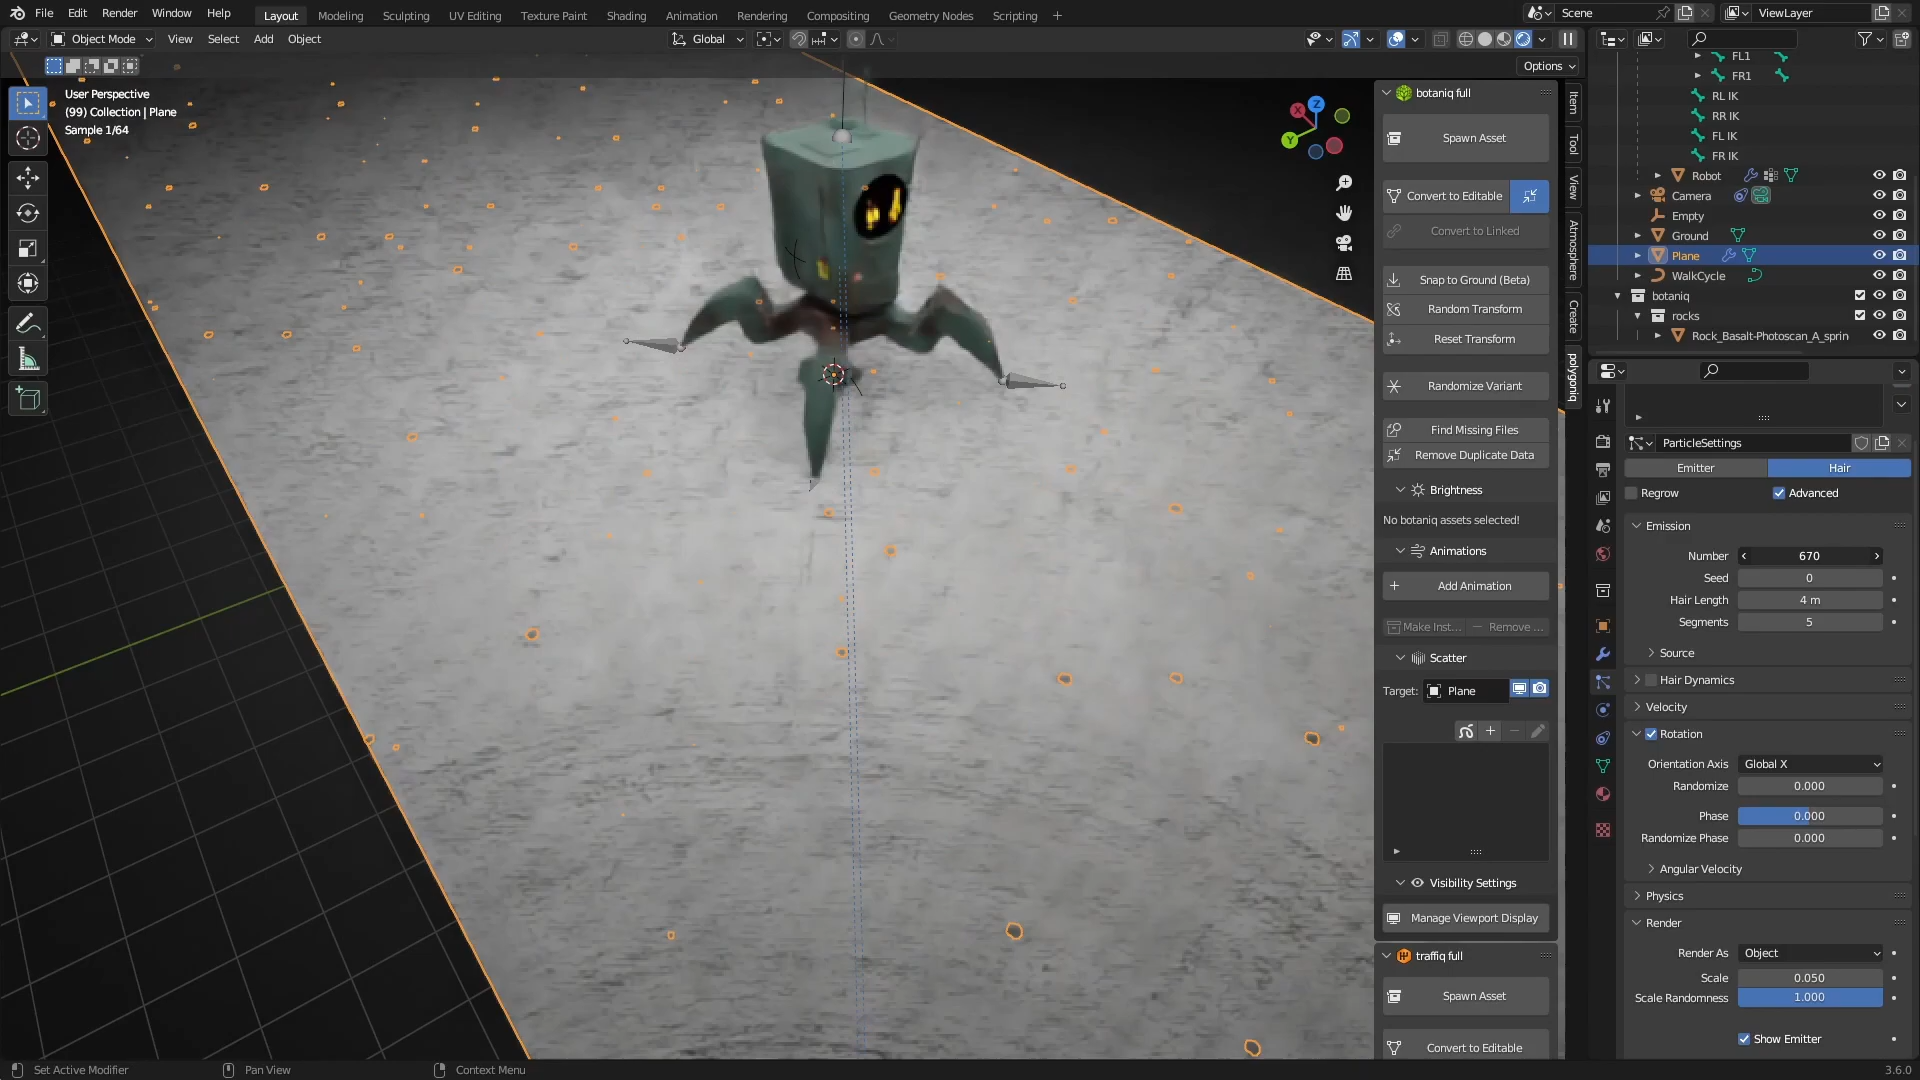 File Edit Render Window Help Layout Modeling Sculpting UV Editing Texture Paint Shading Animation Rendering Compositing Geometry Nodes Scripting + Scene ViewLayer
Object Mode View Select Add Object Global
Options
User Perspective
(99) Collection | Plane
Sample 1/64
X
Y
Z
botaniq full
Spawn Asset
Convert to Editable
Convert to Linked
Snap to Ground (Beta)
Random Transform
Reset Transform
Randomize Variant
Find Missing Files
Remove Duplicate Data
Brightness
No botaniq assets selected!
Animations
Add Animation
Make Inst... Remove ...
Scatter
Target: Plane
Visibility Settings
Manage Viewport Display
traffiq full
Spawn Asset
Convert to Editable
Item
Tool
View
Atmosphere
Create
polygoniq
FL1
FR1
RL IK
RR IK
FL IK
FR IK
Robot
Camera
Empty
Ground
Plane
WalkCycle
botaniq
rocks
Rock_Basalt-Photoscan_A_sprin
ParticleSettings
Emitter Hair
Regrow Advanced
Emission
Number 670
Seed 0
Hair Length 4 m
Segments 5
Source
Hair Dynamics
Velocity
Rotation
Orientation Axis Global X
Randomize 0.000
Phase 0.000
Randomize Phase 0.000
Angular Velocity
Physics
Render
Render As Object
Scale 0.050
Scale Randomness 1.000
Show Emitter
Set Active Modifier Pan View Context Menu 3.6.0